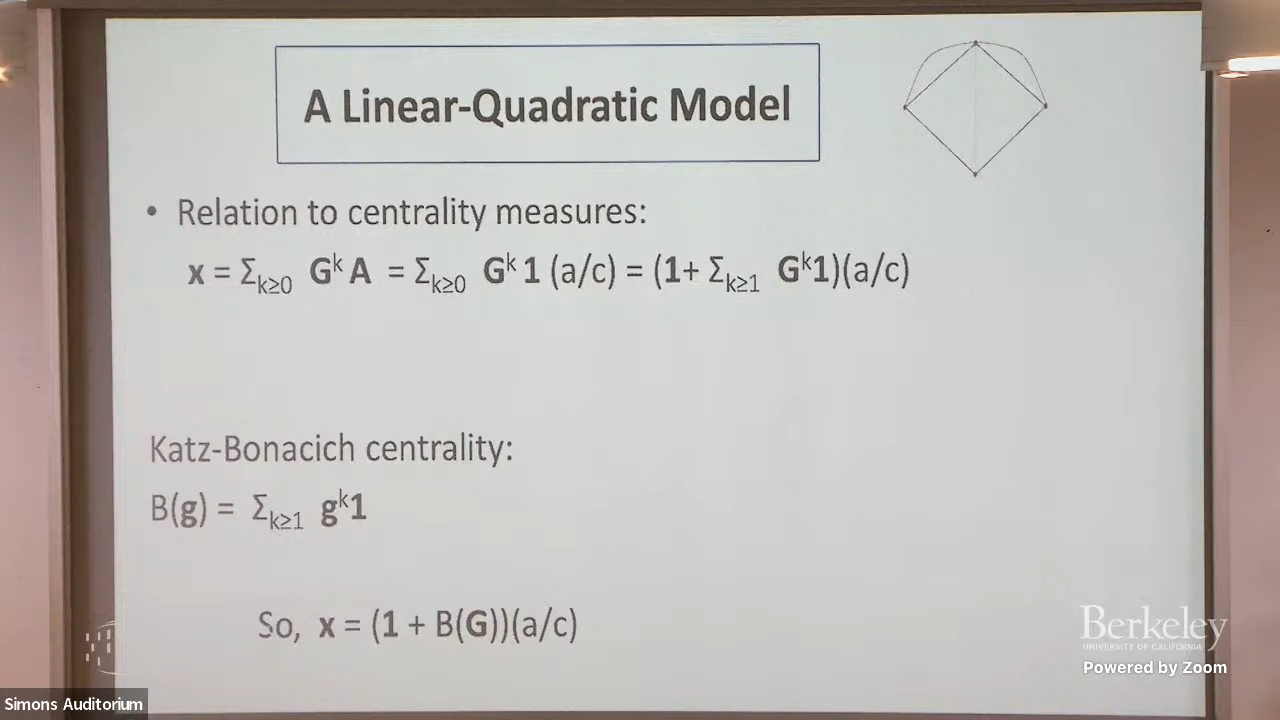 A Linear-Quadratic Model
• Relation to centrality measures:
x = Σk≥0 Gᵏ A = Σk≥0 Gᵏ 1 (a/c) = (1+ Σk≥1 Gᵏ1)(a/c)
Katz-Bonacich centrality:
B(g) = Σk≥1 gᵏ1
So, x = (1 + B(G))(a/c)
Berkeley
UNIVERSITY OF CALIFORNIA
Powered by Zoom
Simons Auditorium